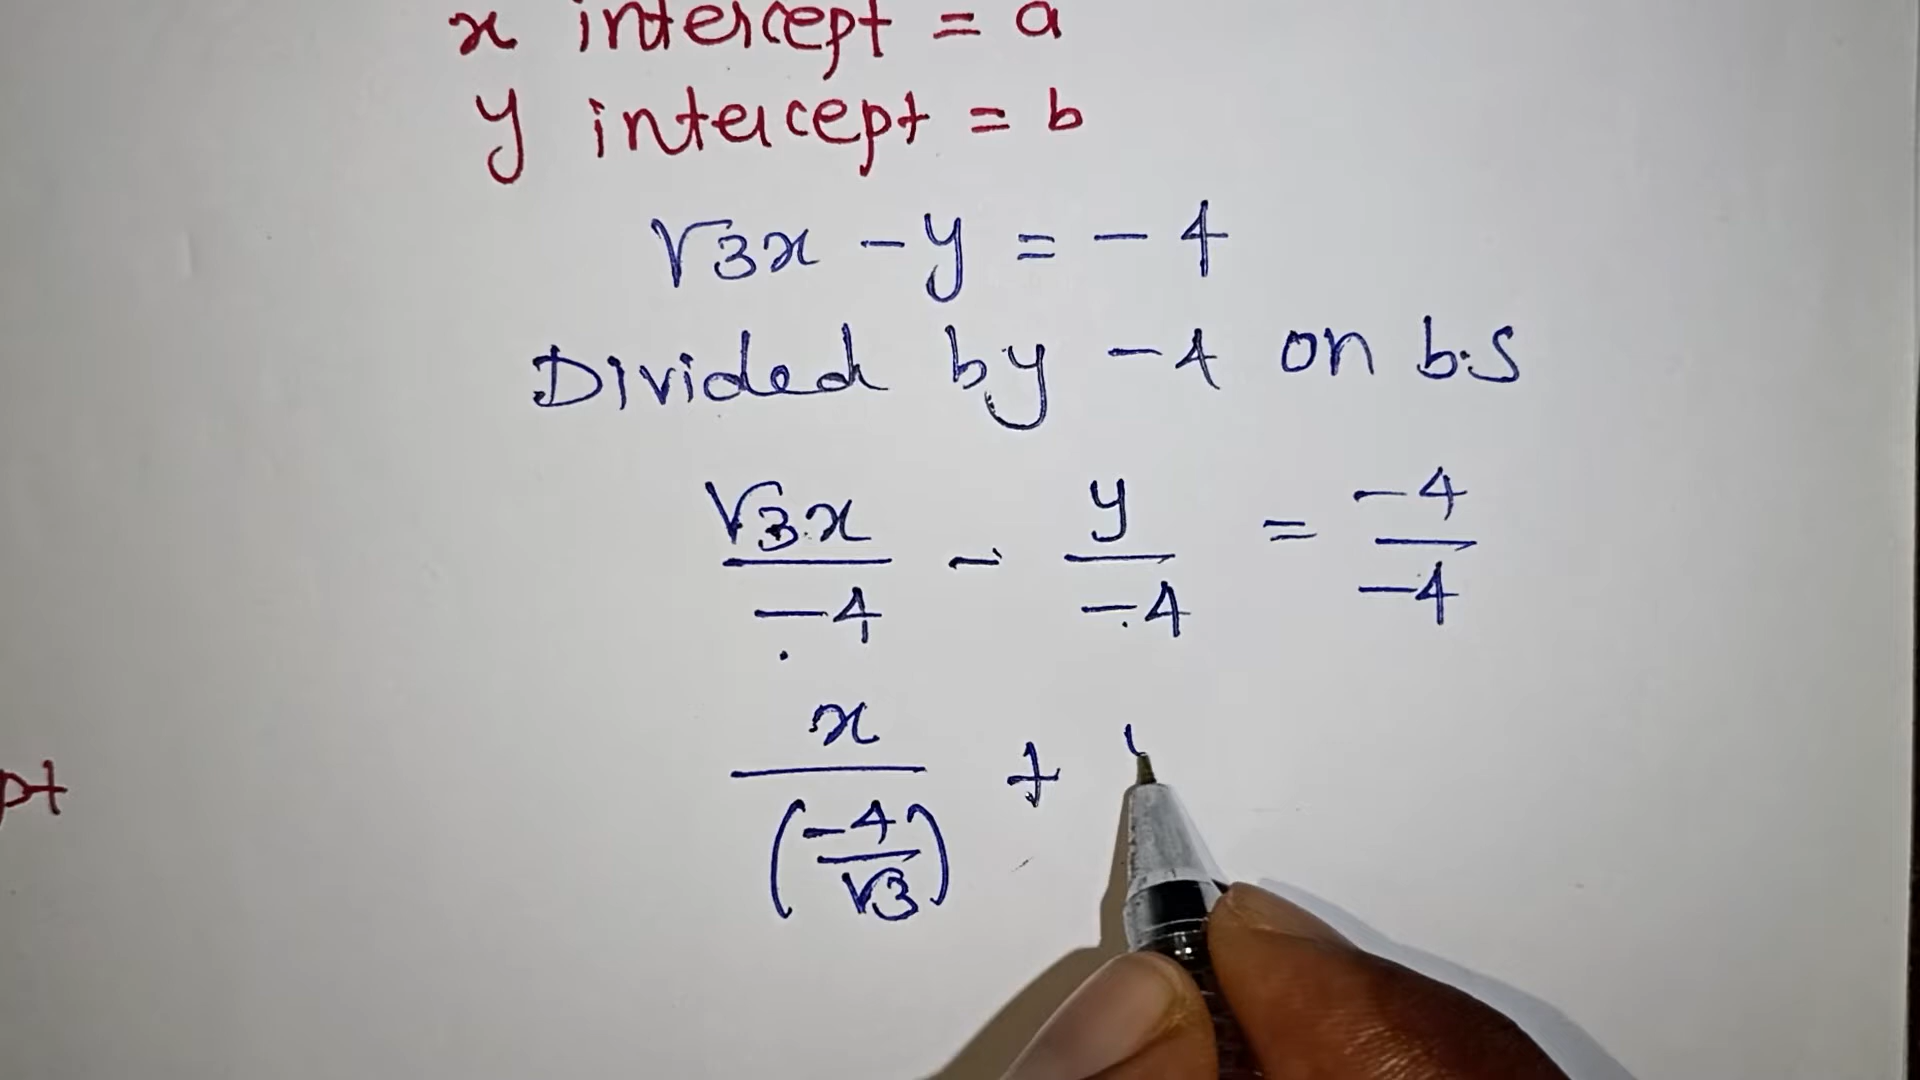 x intercept = a
y intercept = b
√3x - y = -4
Divided by -4 on b.s
√3x/-4 - y/-4 = -4/-4
x/(-4/√3) +
pt